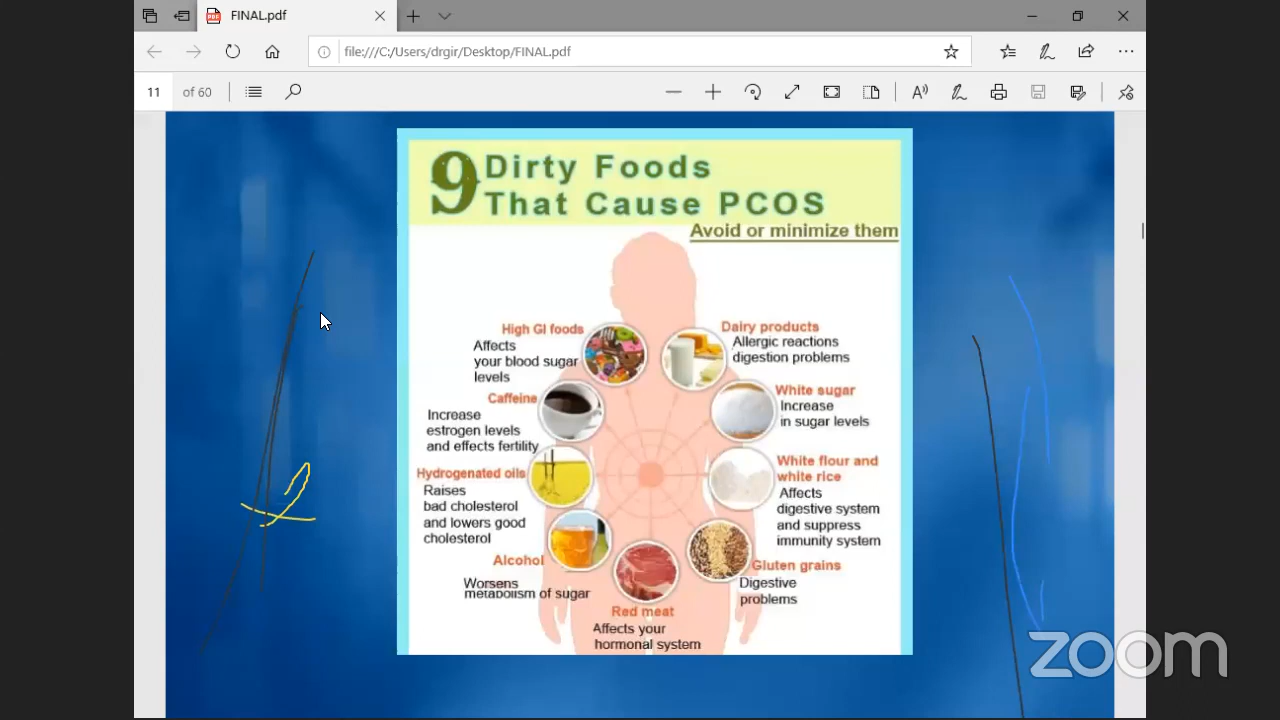 FINAL.pdf
file:///C:/Users/drgir/Desktop/FINAL.pdf
11 of 60
9 Dirty Foods
That Cause PCOS
Avoid or minimize them
High GI foods
Affects
your blood sugar
levels
Caffeine
Increase
estrogen levels
and effects fertility
Hydrogenated oils
Raises
bad cholesterol
and lowers good
cholesterol
Alcohol
Worsens
metabolism of sugar
Red meat
Affects your
hormonal system
Dairy products
Allergic reactions
digestion problems
White sugar
Increase
in sugar levels
White flour and
white rice
Affects
digestive system
and suppress
immunity system
Gluten grains
Digestive
problems
zoom